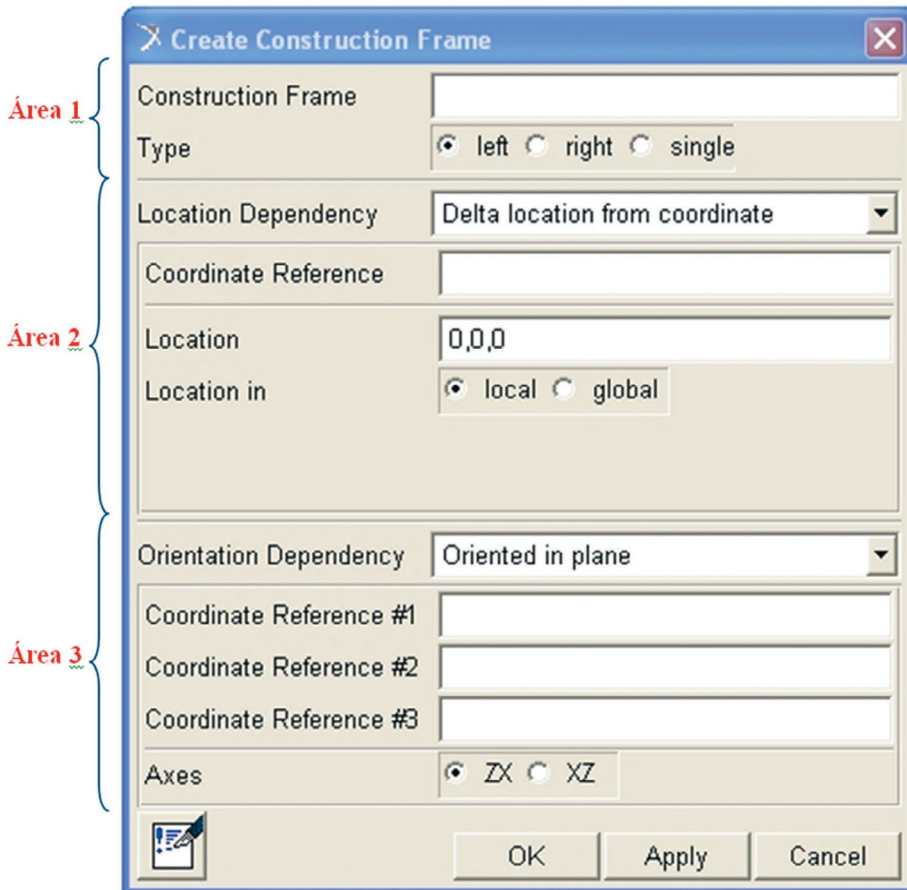 Create Construction Frame
Área 1
Construction Frame
Type left right single
Área 2
Location Dependency Delta location from coordinate
Coordinate Reference
Location 0,0,0
Location in local global
Área 3
Orientation Dependency Oriented in plane
Coordinate Reference #1
Coordinate Reference #2
Coordinate Reference #3
Axes ZX XZ
OK Apply Cancel